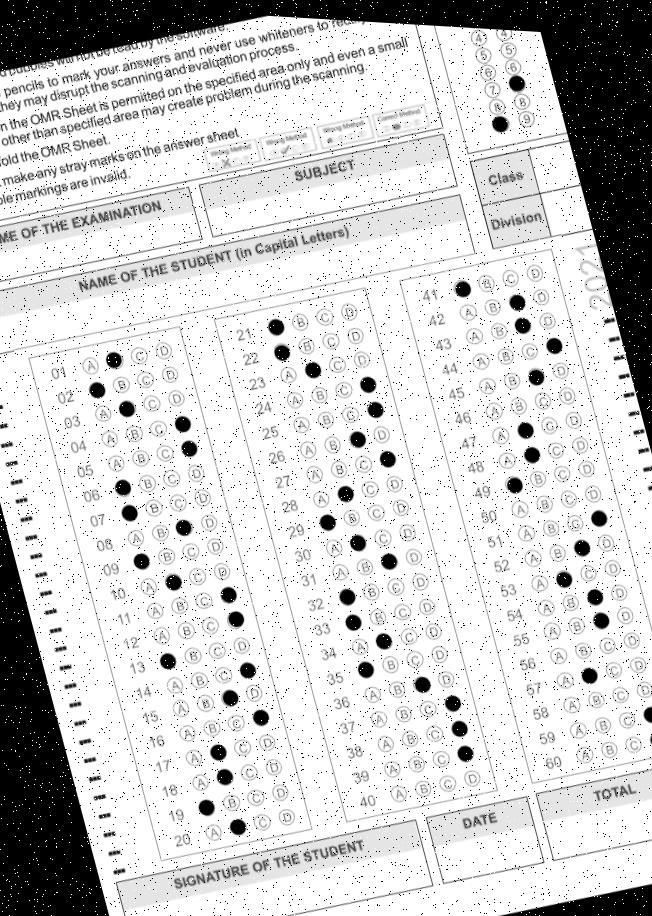 d bubbles will not be read by the software.
pencils to mark your answers and never use whiteners to
they may disrupt the scanning and evaluation process.
n the OMR Sheet is permitted on the specified area only and even a small
other than specified area may create problem during the scanning.
fold the OMR Sheet.
make any stray marks on the answer sheet
le markings are invalid.
Wrong Method Wrong Method Wrong Method Correct Method
4 4
5 5
6 6
7
8 8
9
ME OF THE EXAMINATION
SUBJECT
Class
Division
NAME OF THE STUDENT (in Capital Letters)
2021
01 A C D
02 B C D
03 A C D
04 A B C
05 A B C
06 B C D
07 B C D
08 A B D
09 B C D
10 A C D
11 A B C
12 A B C
13 B C D
14 A B C
15 A B D
16 A B C
17 A C D
18 A C D
19 B C D
20 A C D
21 B C D
22 B C D
23 A C D
24 A B C
25 A B C
26 A B D
27 A B C
28 A C D
29 B C D
30 A C D
31 A B D
32 B C D
33 B C D
34 A C D
35 B C D
36 A B D
37 A B C
38 A B C
39 A B C
40 A B C D
41 B C D
42 A B D
43 A B D
44 A B C
45 A B D
46 A B C D
47 A C D
48 A C D
49 B C D
50 A B C D
51 A B C
52 A B D
53 A C D
54 A B D
55 A B D
56 A B C D
57 A C D
58 A B C D
59 A B C
60 A B C
SIGNATURE OF THE STUDENT
DATE
TOTAL